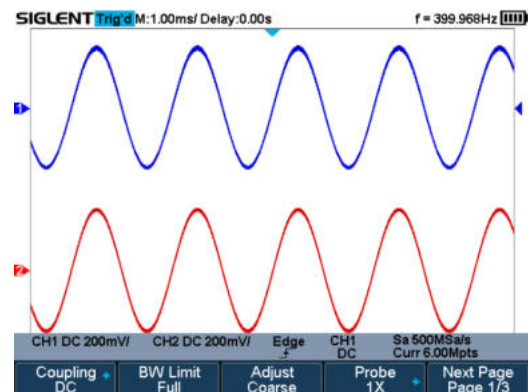 SIGLENT Trig'd M:1.00ms/ Delay:0.00s f = 399.968Hz
1
2
CH1 DC 200mV/ CH2 DC 200mV/ Edge CH1 Sa 500MSa/s
DC Curr 6.00Mpts
Coupling BW Limit Adjust Probe Next Page
DC Full Coarse 1X Page 1/3